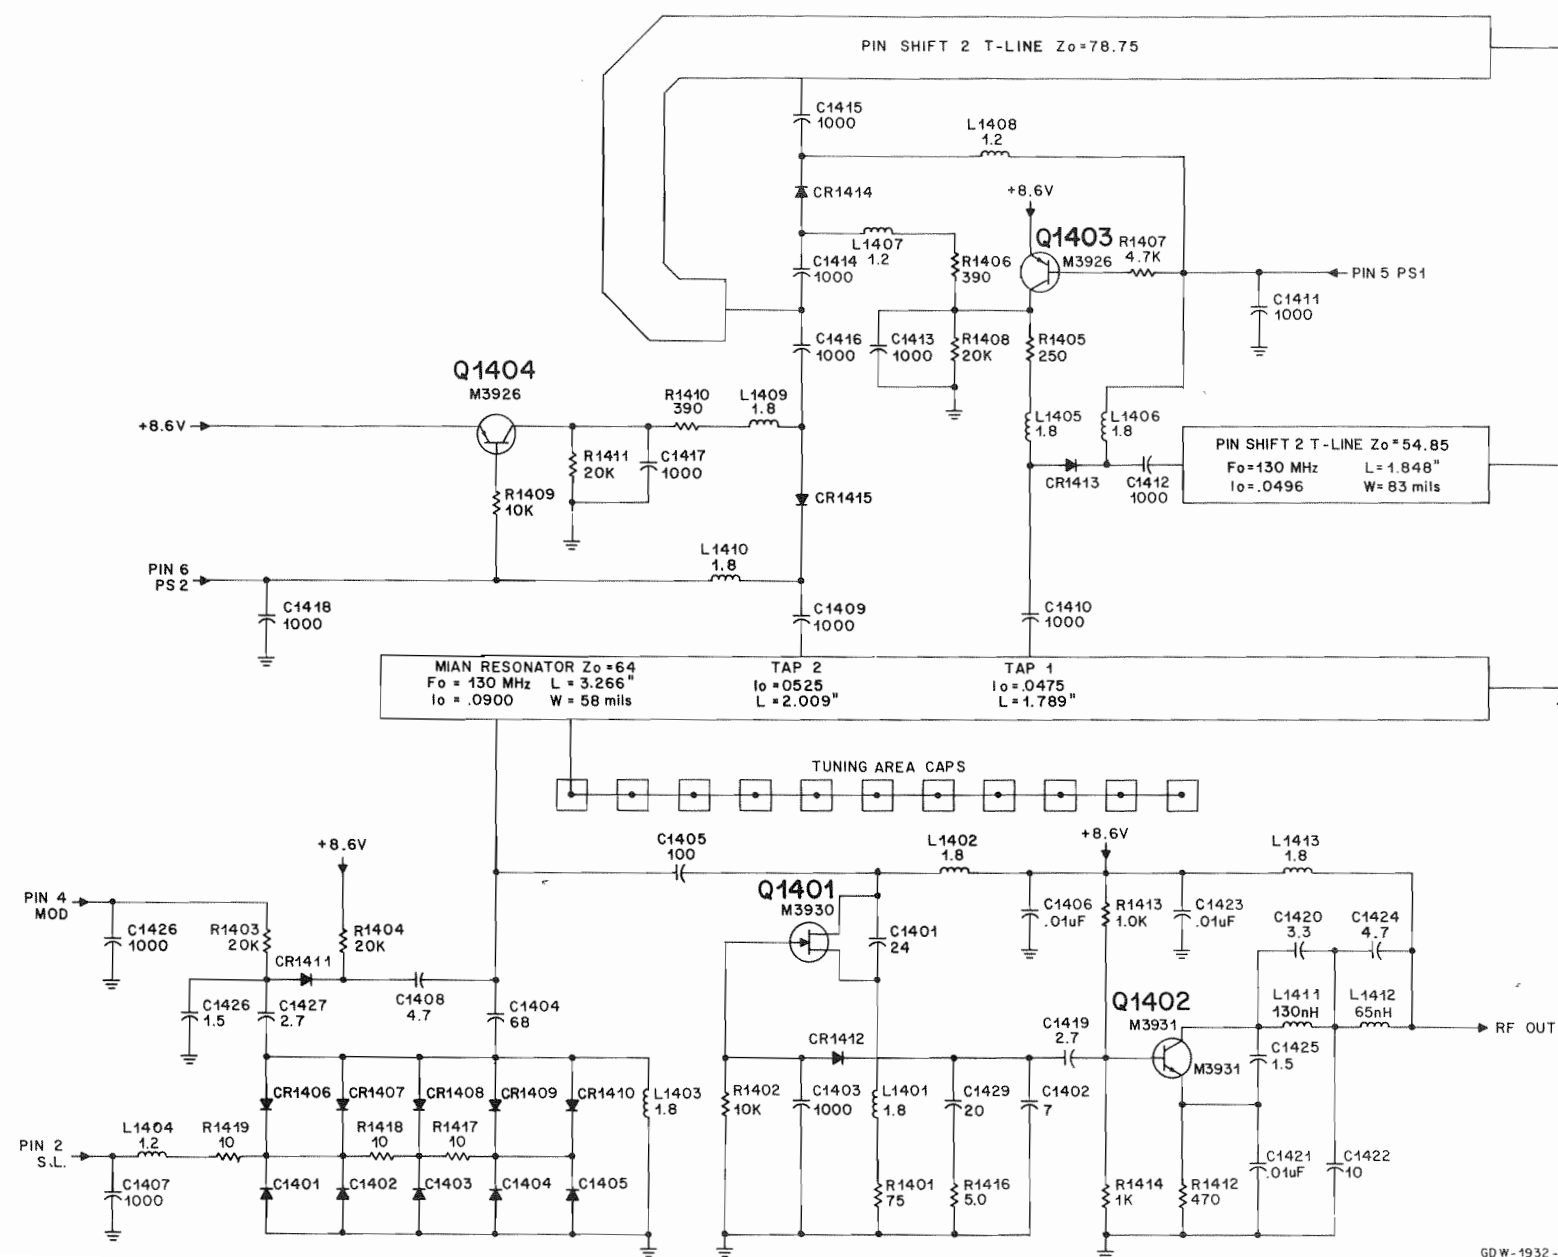 PIN SHIFT 2 T-LINE Zo=78.75
C1415
1000
L1408
1.2
CR1414
+8.6V
Q1403
M3926
R1407
4.7K
L1407
1.2
C1414
1000
R1406
390
PIN 5 PS1
C1411
1000
C1416
1000
C1413
1000
R1408
20K
R1405
250
Q1404
M3926
R1410
390
L1409
1.8
+8.6V
R1411
20K
C1417
1000
L1405
1.8
L1406
1.8
PIN SHIFT 2 T-LINE Zo=54.85
Fo=130 MHz L=1.848"
lo=.0496 W=83 mils
CR1413
C1412
1000
R1409
10K
CR1415
PIN 6
PS2
L1410
1.8
C1418
1000
C1409
1000
C1410
1000
MIAN RESONATOR Zo=64
Fo = 130 MHz L = 3.266"
lo = .0900 W = 58 mils
TAP 2
lo=0525
L=2.009"
TAP 1
lo=.0475
L=1.789"
TUNING AREA CAPS
+8.6V
C1405
100
L1402
1.8
+8.6V
L1413
1.8
PIN 4
MOD
C1426
1000
R1403
20K
R1404
20K
CR1411
Q1401
M3930
C1401
24
C1406
.01uF
R1413
1.0K
C1423
.01uF
C1420
3.3
C1424
4.7
C1426
1.5
C1427
2.7
C1408
4.7
C1404
68
Q1402
M3931
M3931
L1411
130nH
L1412
65nH
RF OUT
CR1412
C1419
2.7
C1425
1.5
CR1406
CR1407
CR1408
CR1409
CR1410
L1403
1.8
R1402
10K
C1403
1000
L1401
1.8
C1429
20
C1402
7
PIN 2
S.L.
L1404
1.2
R1419
10
R1418
10
R1417
10
C1407
1000
C1401
C1402
C1403
C1404
C1405
R1401
75
R1416
5.0
R1414
1K
R1412
470
C1421
.01uF
C1422
10
GDW-1932-